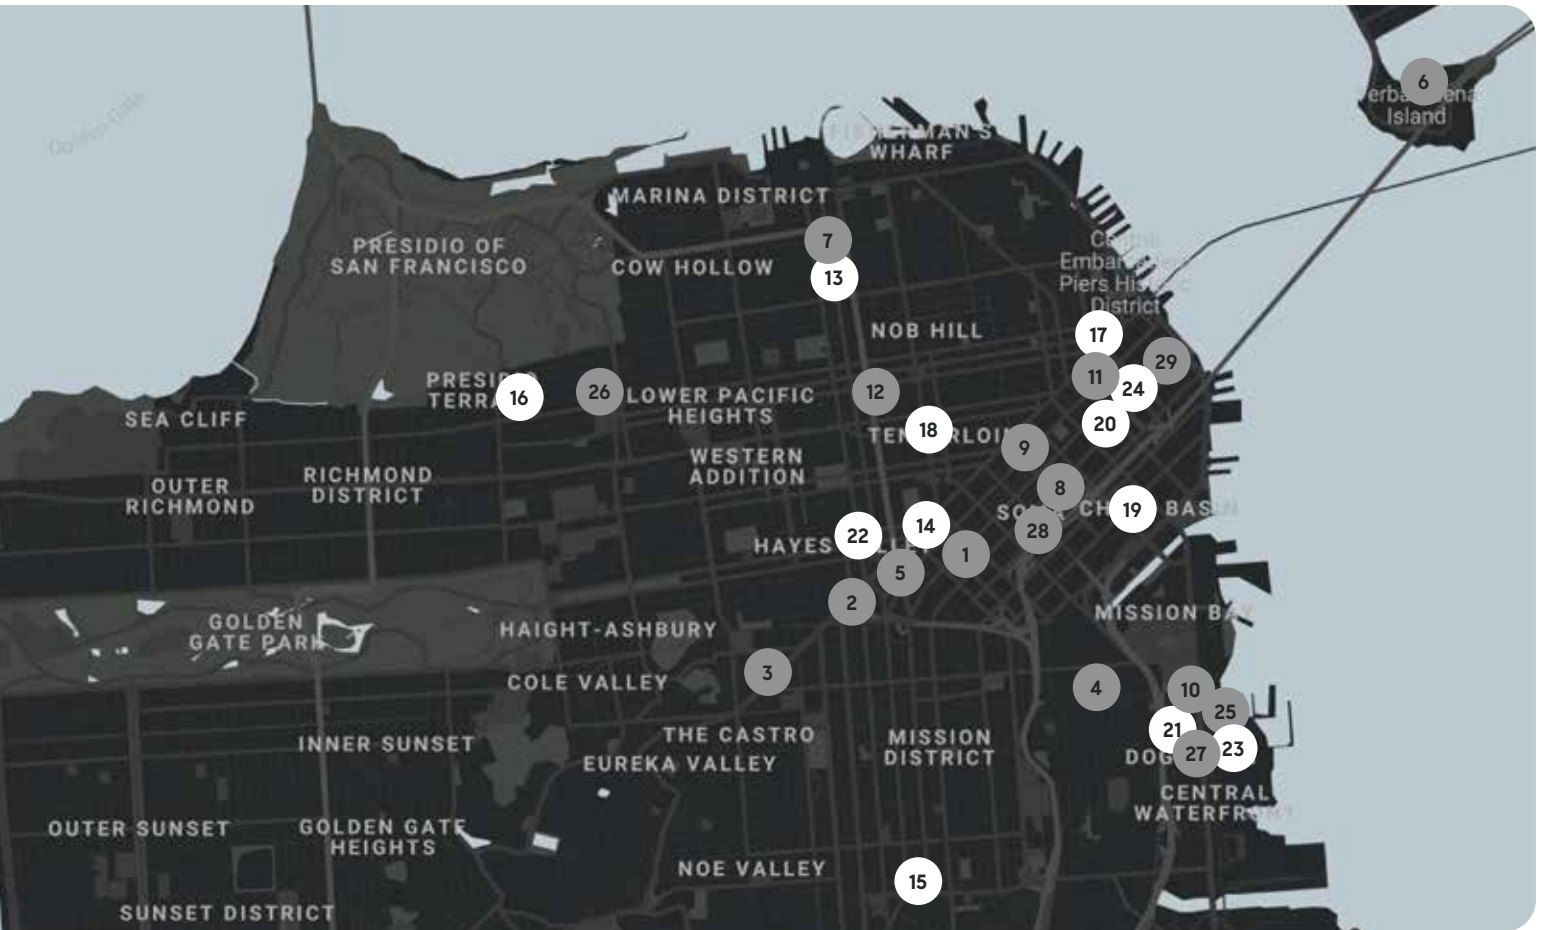 6
Island
FISHERMAN'S
WHARF
MARINA DISTRICT
7
PRESIDIO OF
SAN FRANCISCO
COW HOLLOW
13
Piers Historic
District
NOB HILL
17
29
11
24
16
26
12
LOWER PACIFIC
HEIGHTS
SEA CLIFF
20
18
9
WESTERN
ADDITION
RICHMOND
DISTRICT
OUTER
RICHMOND
8
19
BASIN
28
14
22
HAYES
1
5
2
MISSION BAY
GOLDEN
GATE PARK
HAIGHT-ASHBURY
3
COLE VALLEY
4
10
25
21
23
27
THE CASTRO
MISSION
DISTRICT
INNER SUNSET
EUREKA VALLEY
CENTRAL
WATERFRONT
OUTER SUNSET
GOLDEN GATE
HEIGHTS
NOE VALLEY
15
SUNSET DISTRICT